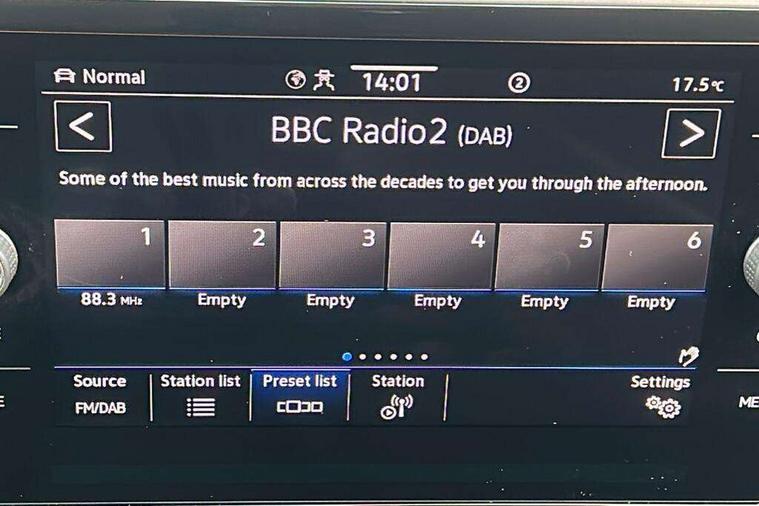 Normal 14:01 2 17.5°C
< BBC Radio2 (DAB) >
Some of the best music from across the decades to get you through the afternoon.
1 2 3 4 5 6
88.3 MHz Empty Empty Empty Empty Empty
Source Station list Preset list Station Settings
FM/DAB
ME